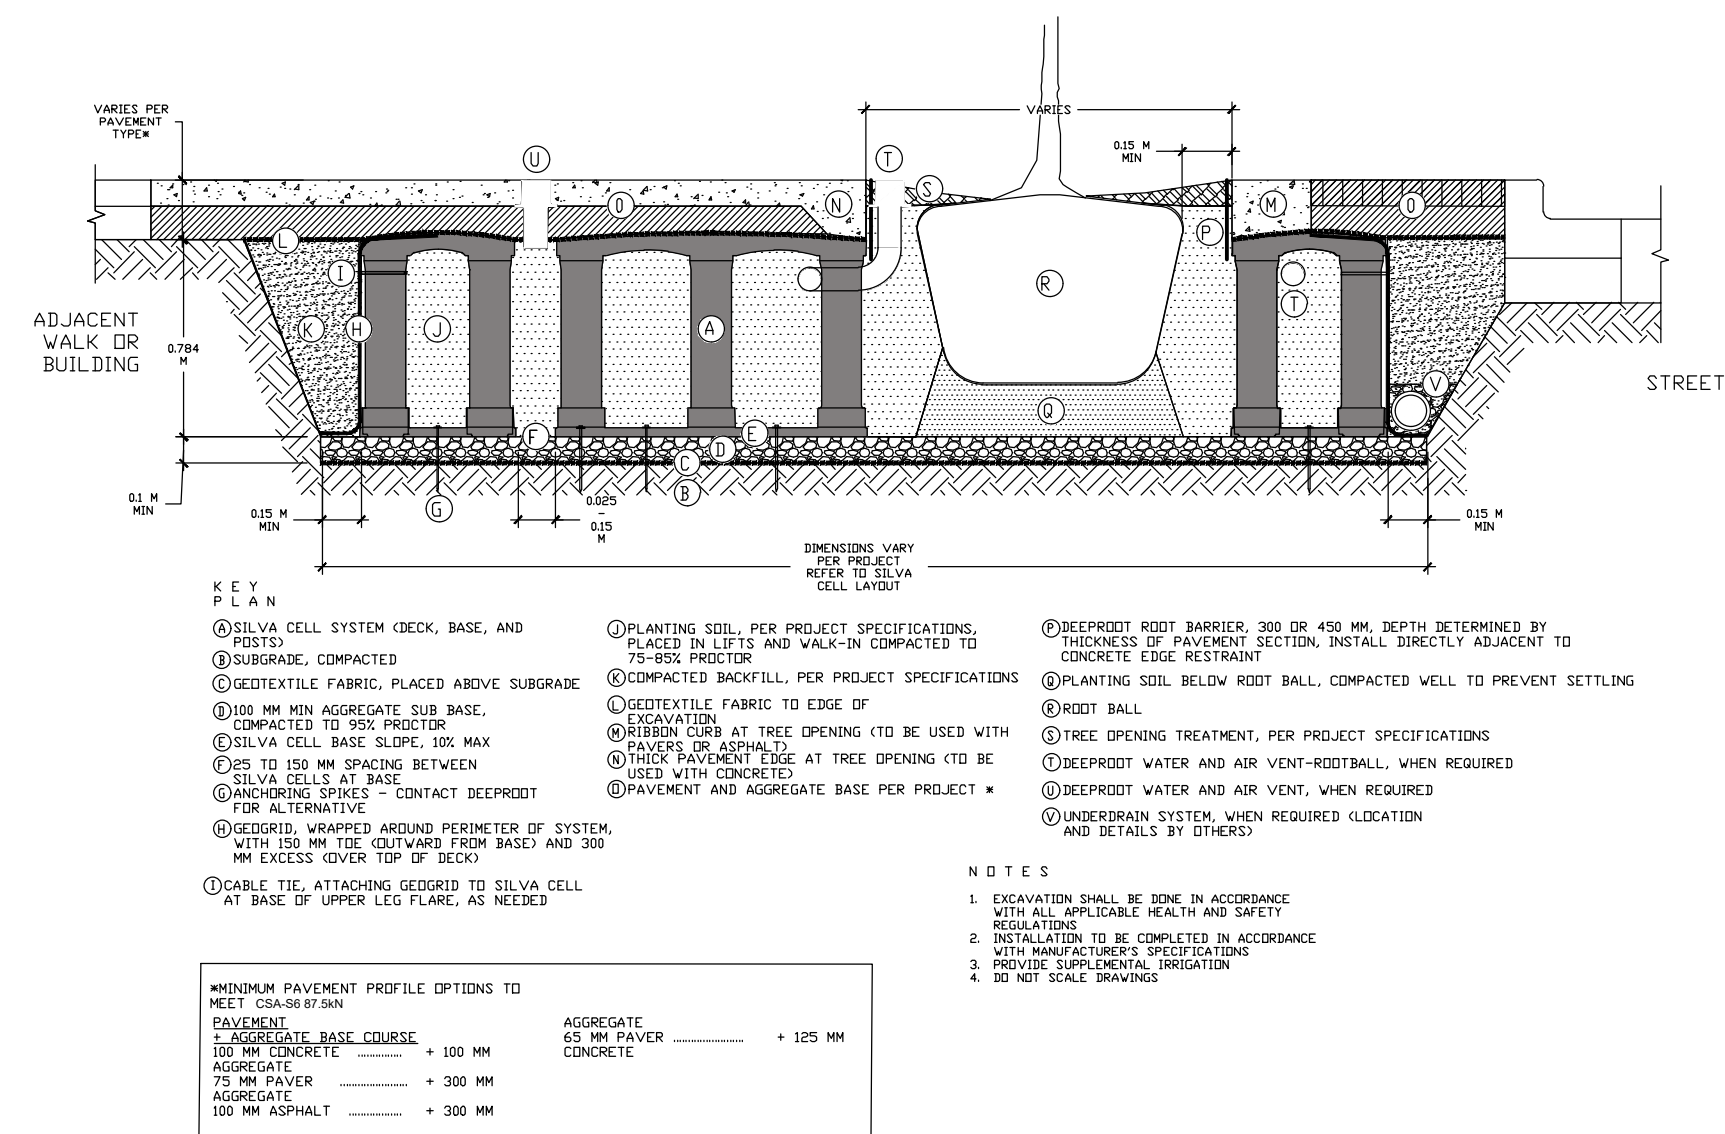 VARIES PER
PAVEMENT
TYPE*
U
T
VARIES
0.15 M
MIN
S
N
O
M
O
P
L
I
R
T
K
H
J
A
ADJACENT
WALK OR
BUILDING
0.784
M
STREET
V
Q
F
E
D
C
B
G
0.1 M
MIN
0.15 M
MIN
0.025
-
0.15
M
0.15 M
MIN
DIMENSIONS VARY
PER PROJECT
REFER TO SILVA
CELL LAYOUT
KEY
PLAN
A SILVA CELL SYSTEM (DECK, BASE, AND
POSTS)
B SUBGRADE, COMPACTED
C GEOTEXTILE FABRIC, PLACED ABOVE SUBGRADE
D 100 MM MIN AGGREGATE SUB BASE,
COMPACTED TO 95% PROCTOR
E SILVA CELL BASE SLOPE, 10% MAX
F 25 TO 150 MM SPACING BETWEEN
SILVA CELLS AT BASE
G ANCHORING SPIKES - CONTACT DEEPROOT
FOR ALTERNATIVE
H GEOGRID, WRAPPED AROUND PERIMETER OF SYSTEM,
WITH 150 MM TOE (OUTWARD FROM BASE) AND 300
MM EXCESS (OVER TOP OF DECK)
I CABLE TIE, ATTACHING GEOGRID TO SILVA CELL
AT BASE OF UPPER LEG FLARE, AS NEEDED
J PLANTING SOIL, PER PROJECT SPECIFICATIONS,
PLACED IN LIFTS AND WALK-IN COMPACTED TO
75-85% PROCTOR
K COMPACTED BACKFILL, PER PROJECT SPECIFICATIONS
L GEOTEXTILE FABRIC TO EDGE OF
EXCAVATION
M RIBBON CURB AT TREE OPENING (TO BE USED WITH
PAVERS OR ASPHALT)
N THICK PAVEMENT EDGE AT TREE OPENING (TO BE
USED WITH CONCRETE)
O PAVEMENT AND AGGREGATE BASE PER PROJECT *
P DEEPROOT ROOT BARRIER, 300 OR 450 MM, DEPTH DETERMINED BY
THICKNESS OF PAVEMENT SECTION, INSTALL DIRECTLY ADJACENT TO
CONCRETE EDGE RESTRAINT
Q PLANTING SOIL BELOW ROOT BALL, COMPACTED WELL TO PREVENT SETTLING
R ROOT BALL
S TREE OPENING TREATMENT, PER PROJECT SPECIFICATIONS
T DEEPROOT WATER AND AIR VENT-ROOTBALL, WHEN REQUIRED
U DEEPROOT WATER AND AIR VENT, WHEN REQUIRED
V UNDERDRAIN SYSTEM, WHEN REQUIRED (LOCATION
AND DETAILS BY OTHERS)
NOTES
1. EXCAVATION SHALL BE DONE IN ACCORDANCE
WITH ALL APPLICABLE HEALTH AND SAFETY
REGULATIONS
2. INSTALLATION TO BE COMPLETED IN ACCORDANCE
WITH MANUFACTURER'S SPECIFICATIONS
3. PROVIDE SUPPLEMENTAL IRRIGATION
4. DO NOT SCALE DRAWINGS
*MINIMUM PAVEMENT PROFILE OPTIONS TO
MEET CSA-S6 87.5kN
PAVEMENT
+ AGGREGATE BASE COURSE
100 MM CONCRETE ............... + 100 MM
AGGREGATE
75 MM PAVER ....................... + 300 MM
AGGREGATE
100 MM ASPHALT .................. + 300 MM
AGGREGATE
65 MM PAVER ........................ + 125 MM
CONCRETE